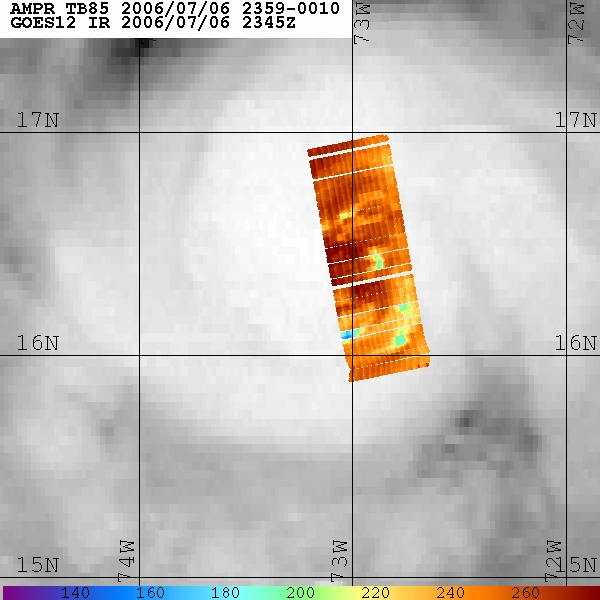 AMPR TB85 2006/07/06 2359-0010
GOES12 IR 2006/07/06 2345Z
73W
72W
17N
17N
16N
16N
15N
74W
73W
72W
15N
140 160 180 200 220 240 260